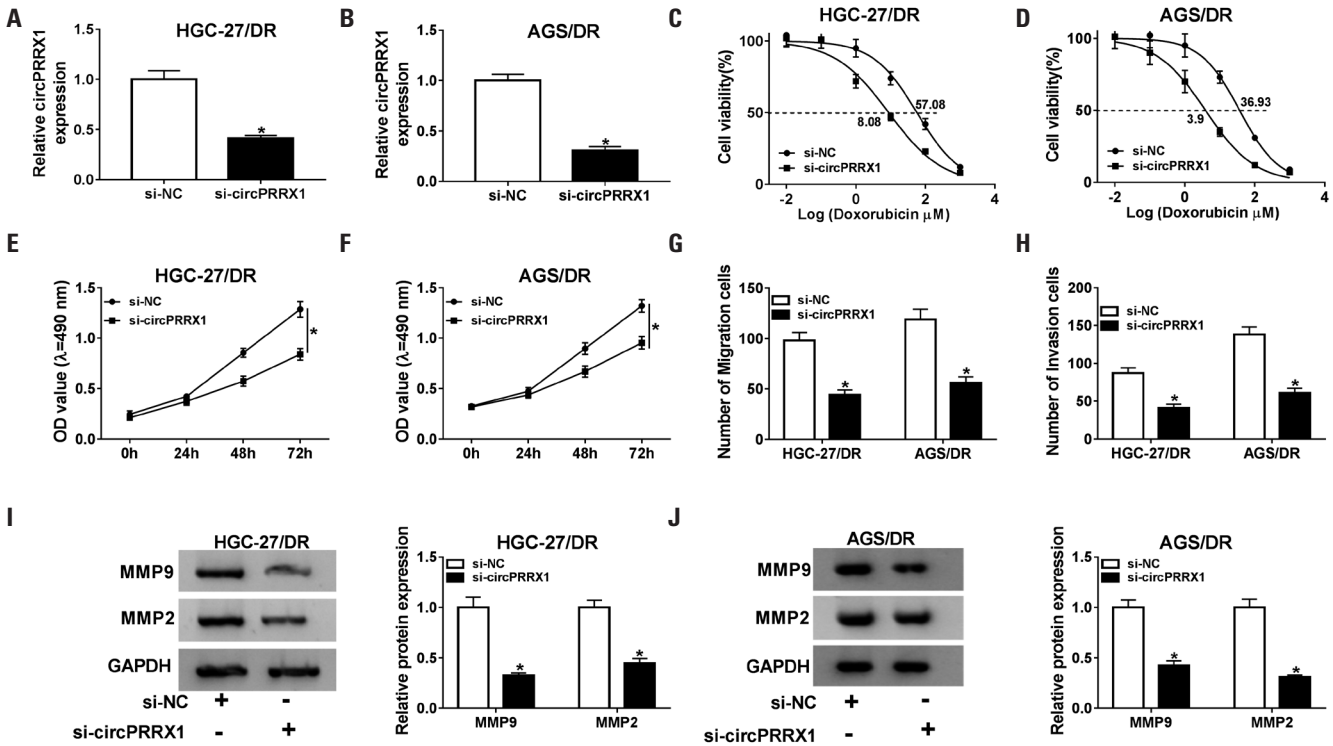 A
HGC-27/DR
Relative circPRRX1
expression
1.5
1.0
0.5
0.0
*
si-NC
si-circPRRX1
B
AGS/DR
Relative circPRRX1
expression
1.5
1.0
0.5
0.0
*
si-NC
si-circPRRX1
C
HGC-27/DR
Cell viability(%)
100
50
0
57.08
8.08
si-NC
si-circPRRX1
-2
0
2
4
Log (Doxorubicin μM)
D
AGS/DR
Cell viability(%)
100
50
0
36.93
3.9
si-NC
si-circPRRX1
-2
0
2
4
Log (Doxorubicin μM)
E
HGC-27/DR
OD value (λ=490 nm)
1.5
1.0
0.5
0.0
si-NC
si-circPRRX1
*
0h
24h
48h
72h
F
AGS/DR
OD value (λ=490 nm)
1.5
1.0
0.5
0.0
si-NC
si-circPRRX1
*
0h
24h
48h
72h
G
Number of Migration cells
150
100
50
0
si-NC
si-circPRRX1
*
*
HGC-27/DR
AGS/DR
H
Number of Invasion cells
200
150
100
50
0
si-NC
si-circPRRX1
*
*
HGC-27/DR
AGS/DR
I
HGC-27/DR
MMP9
MMP2
GAPDH
si-NC + -
si-circPRRX1 - +
HGC-27/DR
Relative protein expression
1.5
1.0
0.5
0.0
si-NC
si-circPRRX1
*
*
MMP9
MMP2
J
AGS/DR
MMP9
MMP2
GAPDH
si-NC + -
si-circPRRX1 - +
AGS/DR
Relative protein expression
1.5
1.0
0.5
0.0
si-NC
si-circPRRX1
*
*
MMP9
MMP2